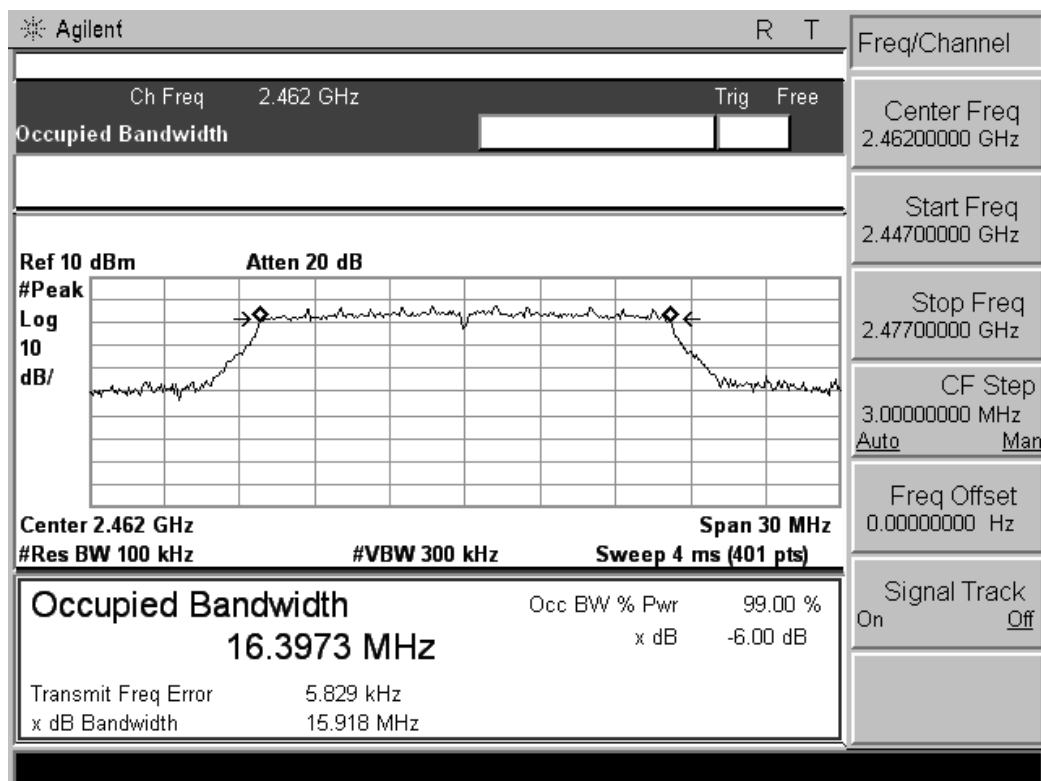 Agilent R T
Ch Freq 2.462 GHz Trig Free
Occupied Bandwidth
Ref 10 dBm Atten 20 dB
#Peak
Log
10
dB/
Center 2.462 GHz Span 30 MHz
#Res BW 100 kHz #VBW 300 kHz Sweep 4 ms (401 pts)
Occupied Bandwidth
16.3973 MHz
Occ BW % Pwr 99.00 %
x dB -6.00 dB
Transmit Freq Error 5.829 kHz
x dB Bandwidth 15.918 MHz
Freq/Channel
Center Freq
2.46200000 GHz
Start Freq
2.44700000 GHz
Stop Freq
2.47700000 GHz
CF Step
3.00000000 MHz
Auto Man
Freq Offset
0.00000000 Hz
Signal Track
On Off